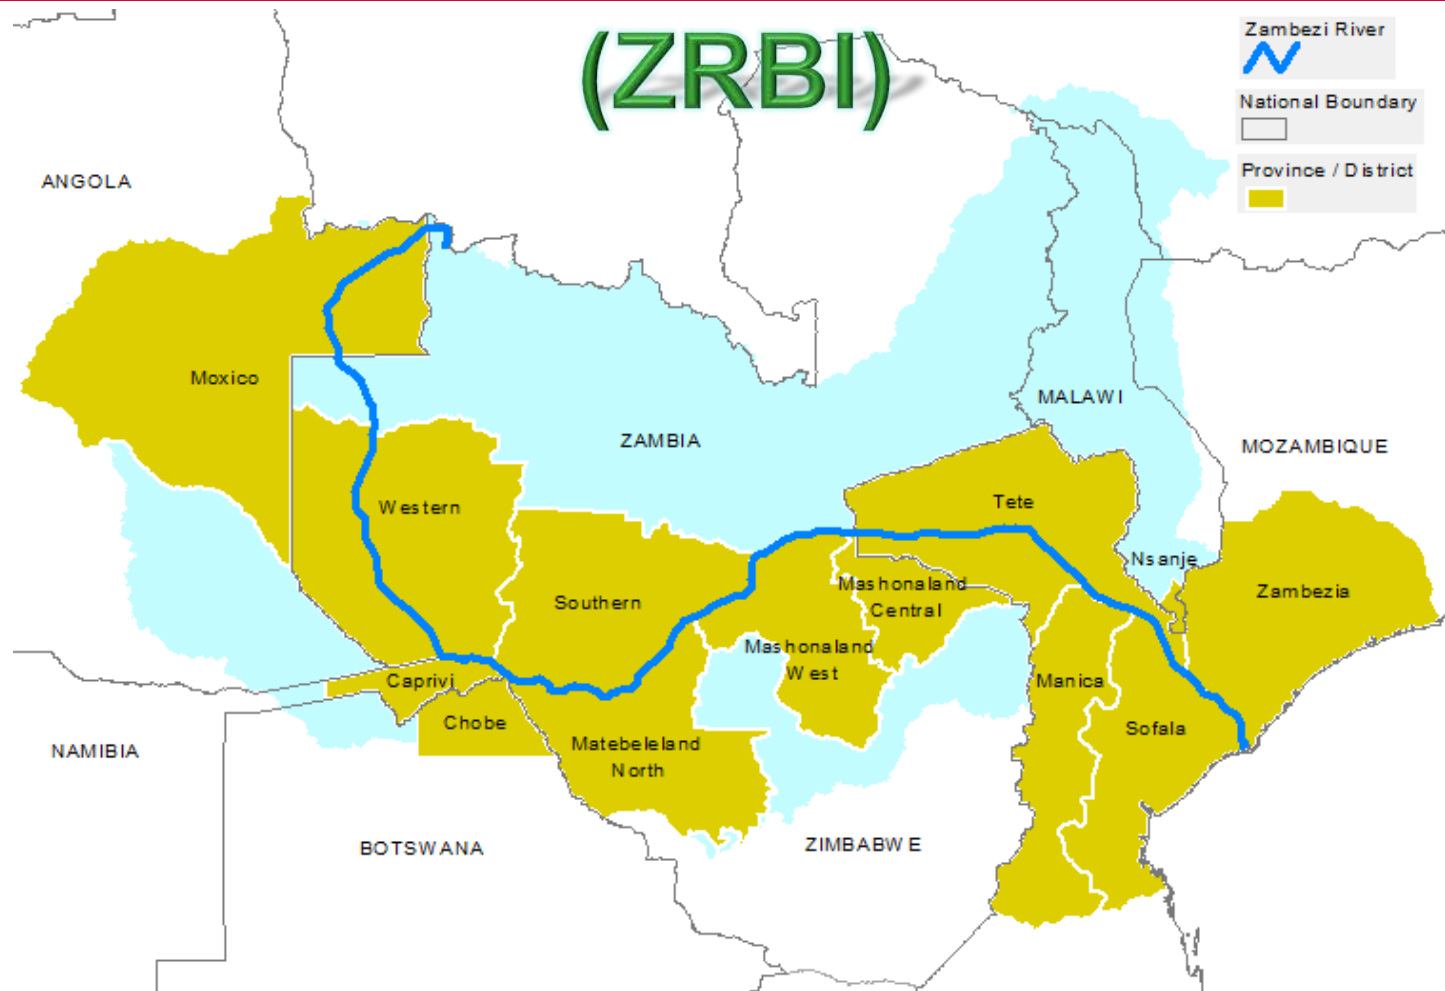 (ZRBI)
Zambezi River
National Boundary
Province / District
ANGOLA
Moxico
ZAMBIA
MALAWI
MOZAMBIQUE
Western
Tete
Nsanje
Zambezia
Southern
Mashonaland
Central
Mashonaland
West
Caprivi
Manica
Chobe
Sofala
Matebeleland
North
NAMIBIA
BOTSWANA
ZIMBABWE